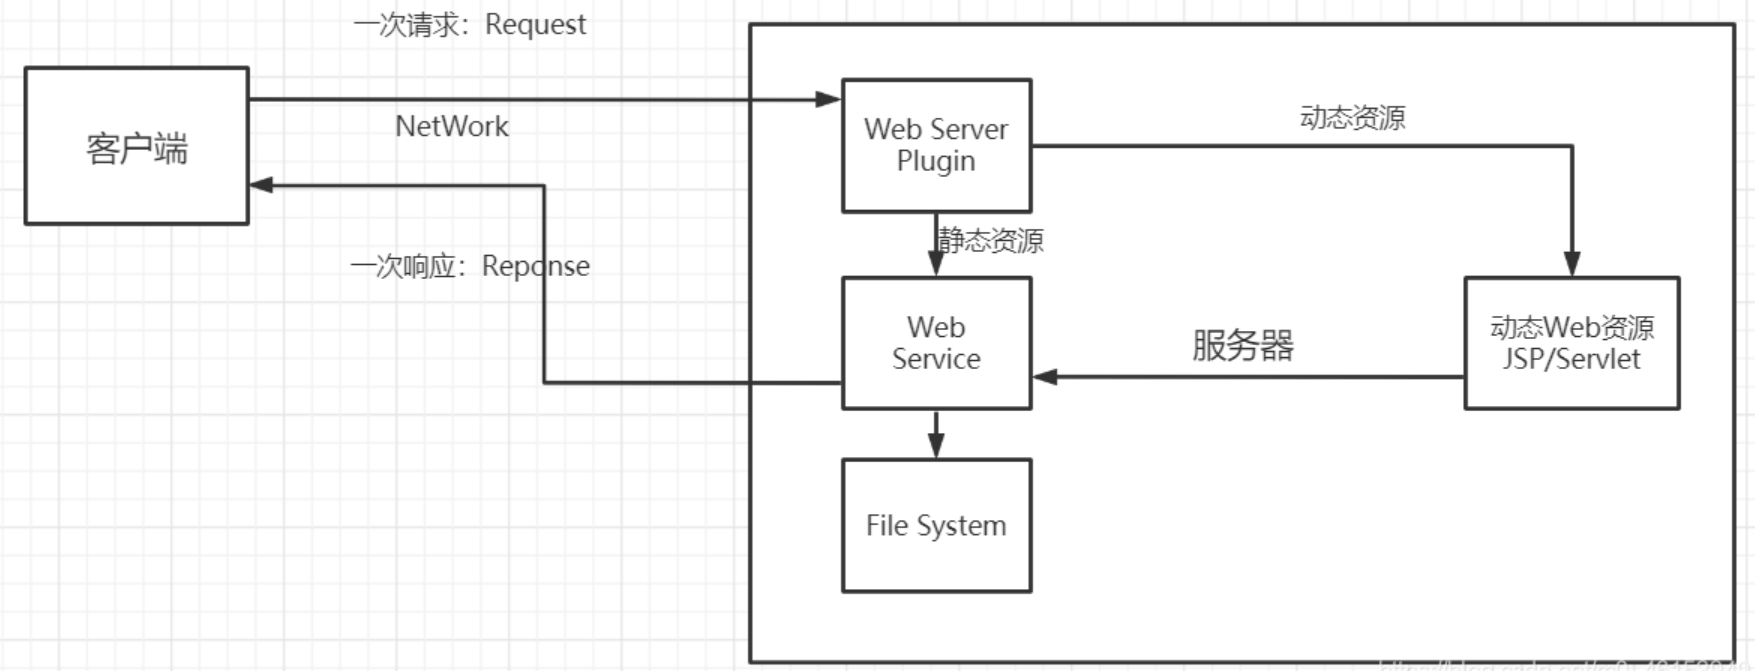 一次请求：Request
NetWork
客户端
一次响应：Reponse
Web Server
Plugin
动态资源
静态资源
Web
Service
服务器
动态Web资源
JSP/Servlet
File System